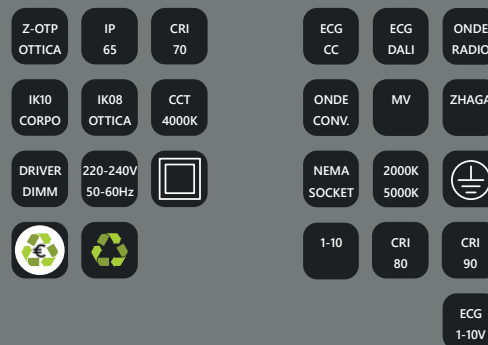 Z-OTP
OTTICA
IP
65
CRI
70
IK10
CORPO
IK08
OTTICA
CCT
4000K
DRIVER
DIMM
220-240V
50-60Hz
€
ECG
CC
ECG
DALI
ONDE
RADIO
ONDE
CONV.
MV
ZHAGA
NEMA
SOCKET
2000K
5000K
1-10
CRI
80
CRI
90
ECG
1-10V